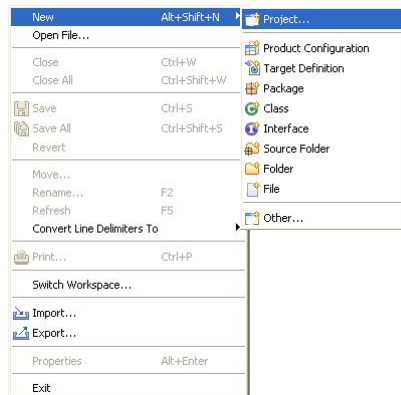 New Alt+Shift+N
Open File...
Close Ctrl+W
Close All Ctrl+Shift+W
Save Ctrl+S
Save All Ctrl+Shift+S
Revert
Move...
Rename... F2
Refresh F5
Convert Line Delimiters To
Print... Ctrl+P
Switch Workspace...
Import...
Export...
Properties Alt+Enter
Exit
Project...
Product Configuration
Target Definition
Package
Class
Interface
Source Folder
Folder
File
Other...